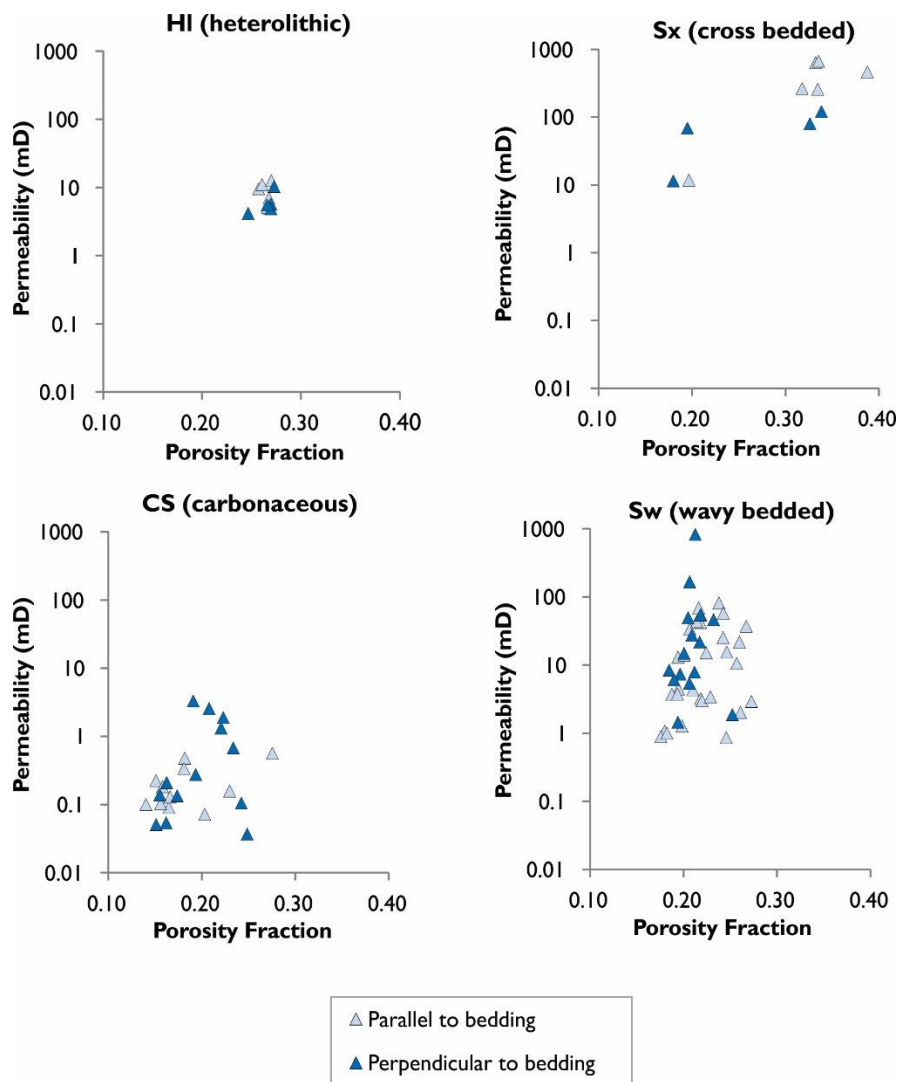 Hl (heterolithic)
Permeability (mD)
1000
100
10
1
0.1
0.01
0.10 0.20 0.30 0.40
Porosity Fraction
Sx (cross bedded)
Permeability (mD)
1000
100
10
1
0.1
0.01
0.10 0.20 0.30 0.40
Porosity Fraction
CS (carbonaceous)
Permeability (mD)
1000
100
10
1
0.1
0.01
0.10 0.20 0.30 0.40
Porosity Fraction
Sw (wavy bedded)
Permeability (mD)
1000
100
10
1
0.1
0.01
0.10 0.20 0.30 0.40
Porosity Fraction
Parallel to bedding
Perpendicular to bedding